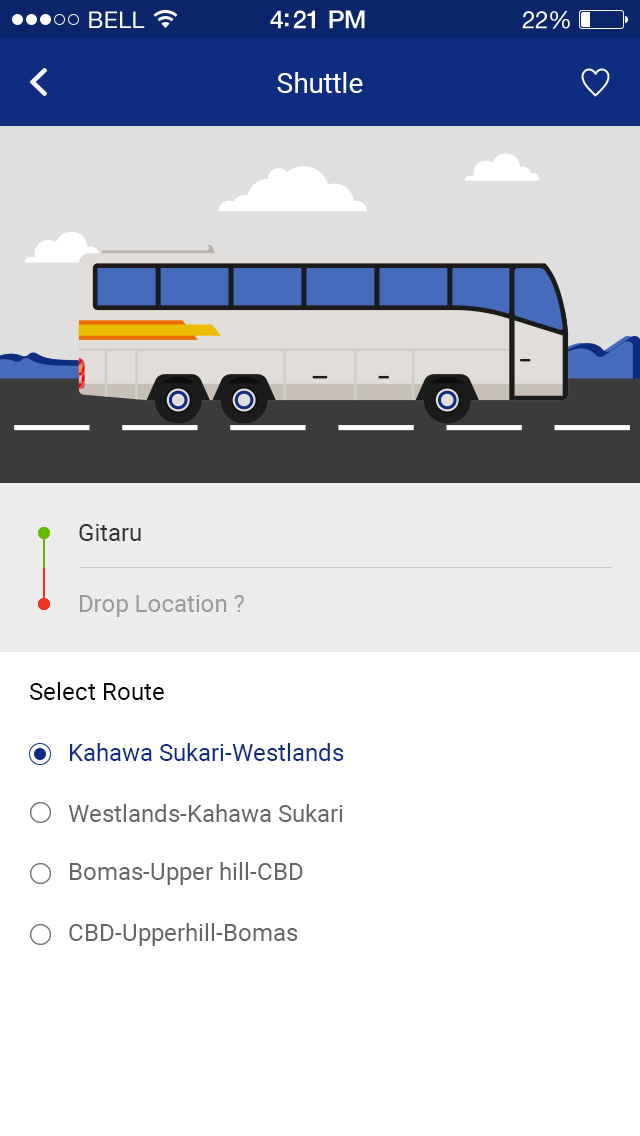 BELL 4:21 PM 22%
Shuttle
Gitaru
Drop Location ?
Select Route
Kahawa Sukari-Westlands
Westlands-Kahawa Sukari
Bomas-Upper hill-CBD
CBD-Upperhill-Bomas